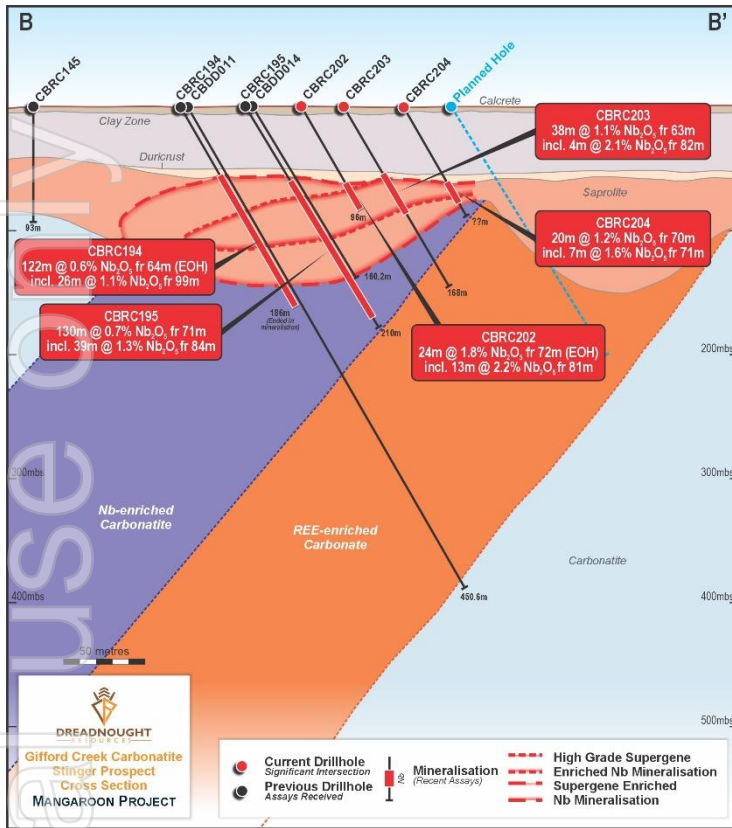 B
B'
CBRC145
CBRC194
CBDD011
CBRC195
CBDD014
CBRC202
CBRC203
CBRC204
Planned Hole
Calcrete
Clay Zone
Duricrust
Saprolite
CBRC203
38m @ 1.1% Nb₂O₅ fr 63m
incl. 4m @ 2.1% Nb₂O₅ fr 82m
CBRC204
20m @ 1.2% Nb₂O₅ fr 70m
incl. 7m @ 1.6% Nb₂O₅ fr 71m
CBRC194
122m @ 0.6% Nb₂O₅ fr 64m (EOH)
incl. 26m @ 1.1% Nb₂O₅ fr 99m
CBRC195
130m @ 0.7% Nb₂O₅ fr 71m
incl. 39m @ 1.3% Nb₂O₅ fr 84m
CBRC202
24m @ 1.8% Nb₂O₅ fr 72m (EOH)
incl. 13m @ 2.2% Nb₂O₅ fr 81m
93m
96m
??m
160.2m
168m
186m
(Ended in
mineralisation)
210m
450.6m
200mbs
300mbs
300mbs
400mbs
400mbs
500mbs
Nb-enriched
Carbonatite
REE-enriched
Carbonate
Carbonatite
50 metres
DREADNOUGHT
RESOURCES
Gifford Creek Carbonatite
Stinger Prospect
Cross Section
MANGAROON PROJECT
Current Drillhole
Significant Intersection
Previous Drillhole
Assays Received
Nb
Mineralisation
(Recent Assays)
High Grade Supergene
Enriched Nb Mineralisation
Supergene Enriched
Nb Mineralisation
use only